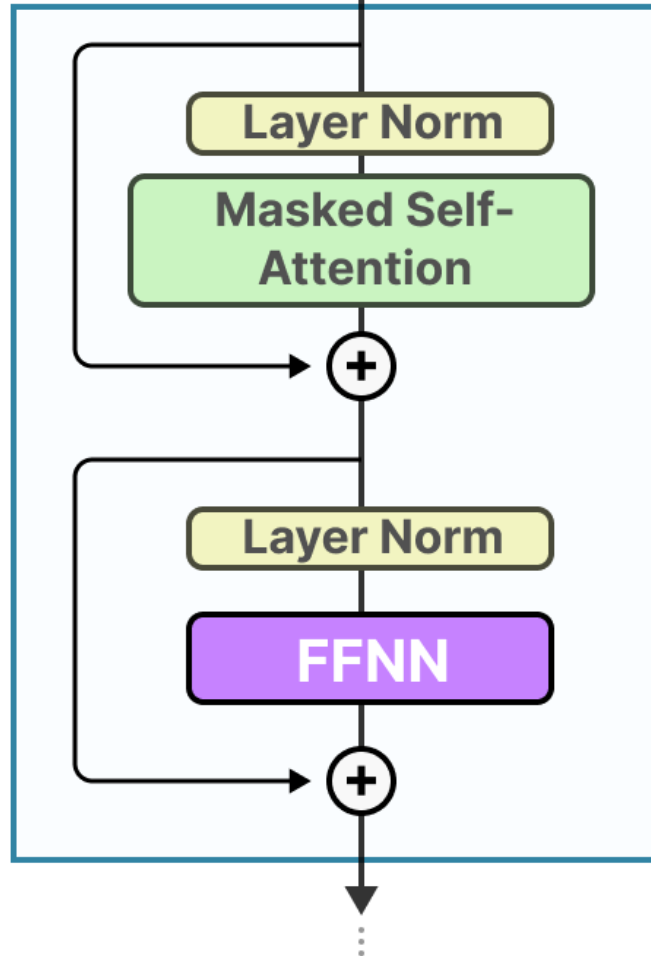 Layer Norm
Masked Self-
Attention
+
Layer Norm
FFNN
+